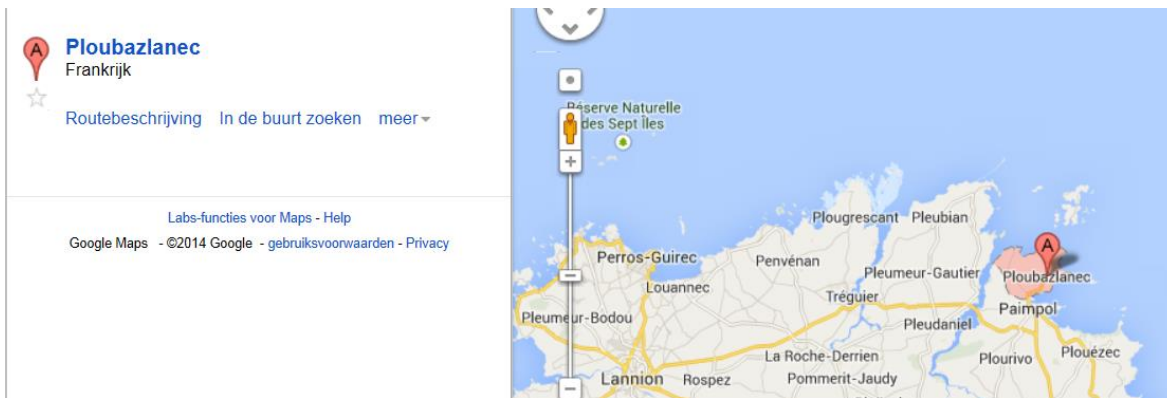 A
Ploubazlanec
Frankrijk
Routebeschrijving In de buurt zoeken meer
Labs-functies voor Maps - Help
Google Maps - ©2014 Google - gebruiksvoorwaarden - Privacy
Réserve Naturelle
des Sept Îles
Plougrescant
Pleubian
A
Perros-Guirec
Penvénan
Pleumeur-Gautier
Ploubazlanec
Louannec
Tréguier
Paimpol
Pleumeur-Bodou
Pleudaniel
La Roche-Derrien
Plourivo
Plouézec
Lannion
Rospez
Pommerit-Jaudy